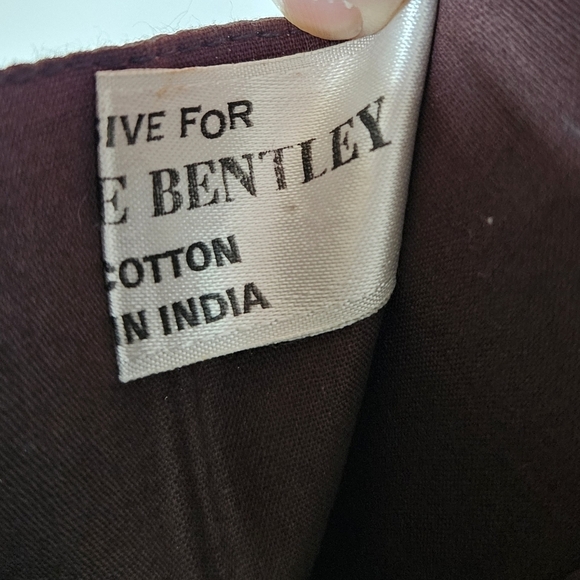 IVE FOR
E BENTLEY
COTTON
IN INDIA